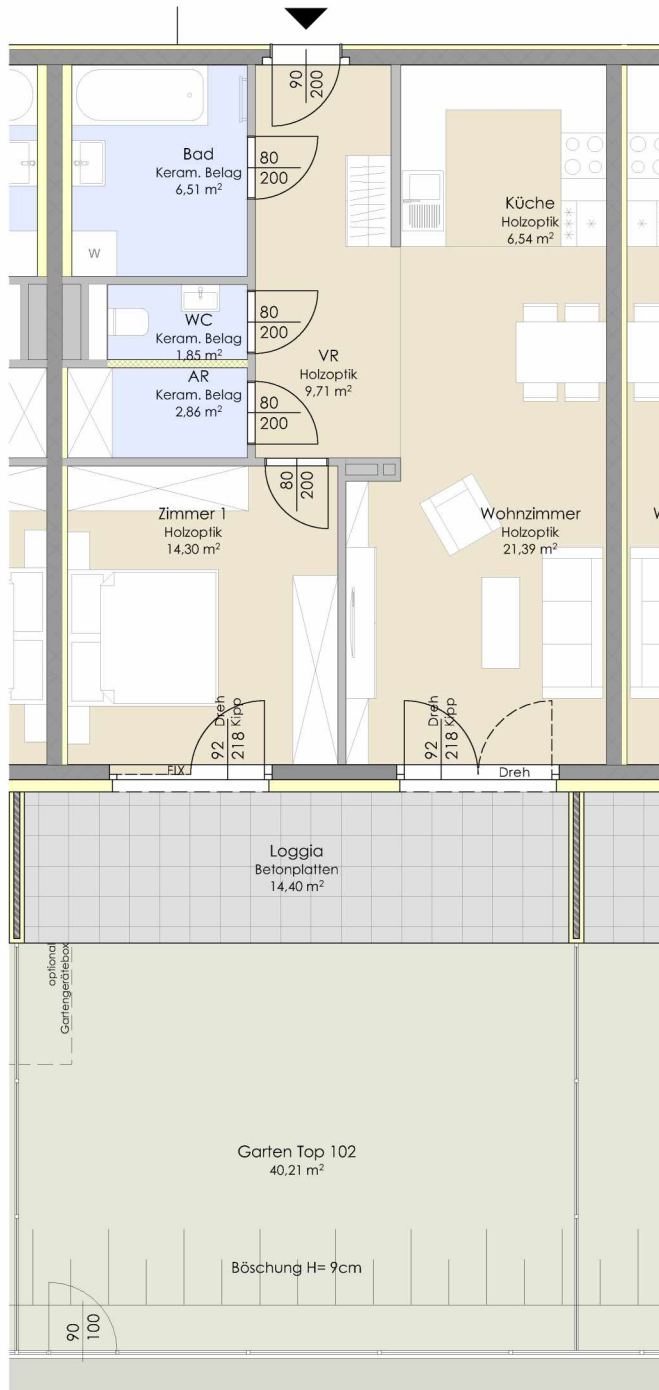 90
200
Bad
Keram. Belag
6,51 m²
80
200
W
Küche
Holzoptik
6,54 m²
WC
Keram. Belag
1,85 m²
80
200
VR
Holzoptik
9,71 m²
AR
Keram. Belag
2,86 m²
80
200
80
200
Zimmer 1
Holzoptik
14,30 m²
Wohnzimmer
Holzoptik
21,39 m²
W
92
218
Dreh
Kipp
92
218
Dreh
Kipp
FIX
Dreh
Loggia
Betonplatten
14,40 m²
optional
Gartengerätebox
Garten Top 102
40,21 m²
Böschung H= 9cm
90
100